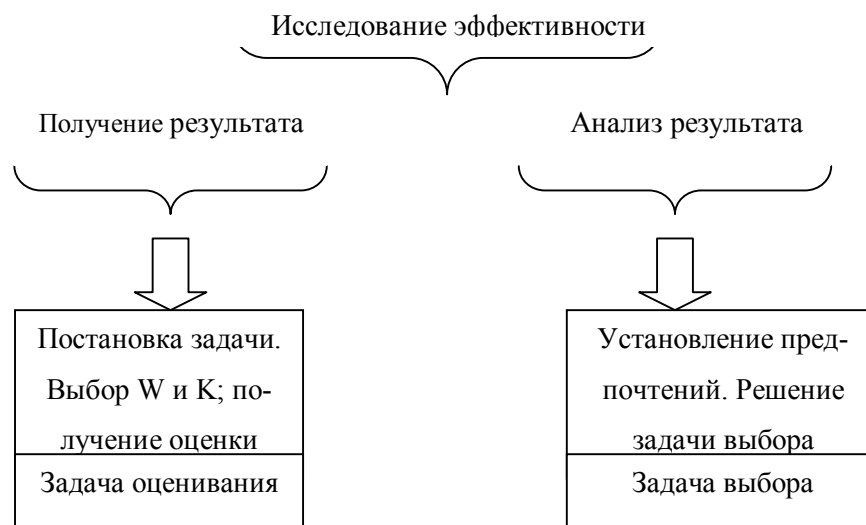 Исследование эффективности
Получение результата
Анализ результата
Постановка задачи.
Выбор W и K; по-
лучение оценки
Задача оценивания
Установление пред-
почтений. Решение
задачи выбора
Задача выбора